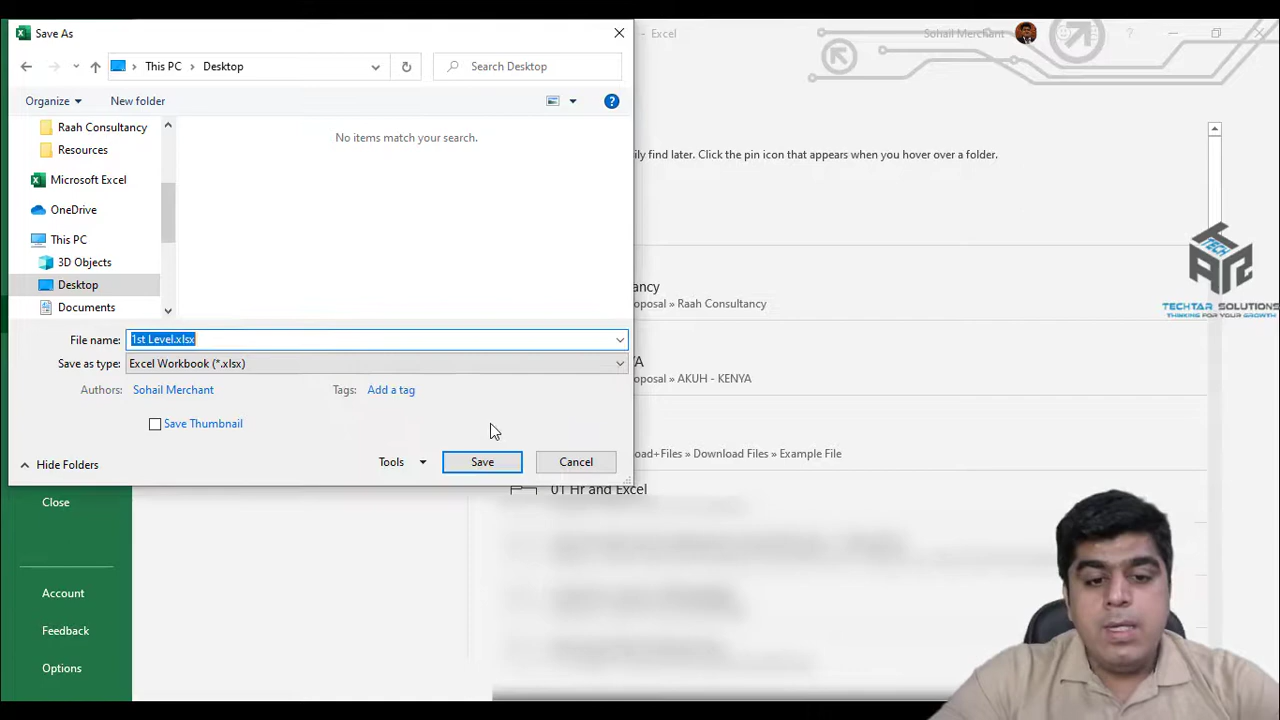 Save As
- Excel
Sohail Merchant
This PC
Desktop
Search Desktop
Organize
New folder
Raah Consultancy
Resources
Microsoft Excel
OneDrive
This PC
3D Objects
Desktop
Documents
No items match your search.
ily find later. Click the pin icon that appears when you hover over a folder.
TECH
TECHTAR SOLUTIONS
THINKING FOR YOUR GROWTH
ncy
oposal » Raah Consultancy
YA
oposal » AKUH - KENYA
load+Files » Download Files » Example File
01 Hr and Excel
File name: 1st Level.xlsx
Save as type: Excel Workbook (*.xlsx)
Authors: Sohail Merchant
Tags: Add a tag
Save Thumbnail
Hide Folders
Tools
Save
Cancel
Close
Account
Feedback
Options